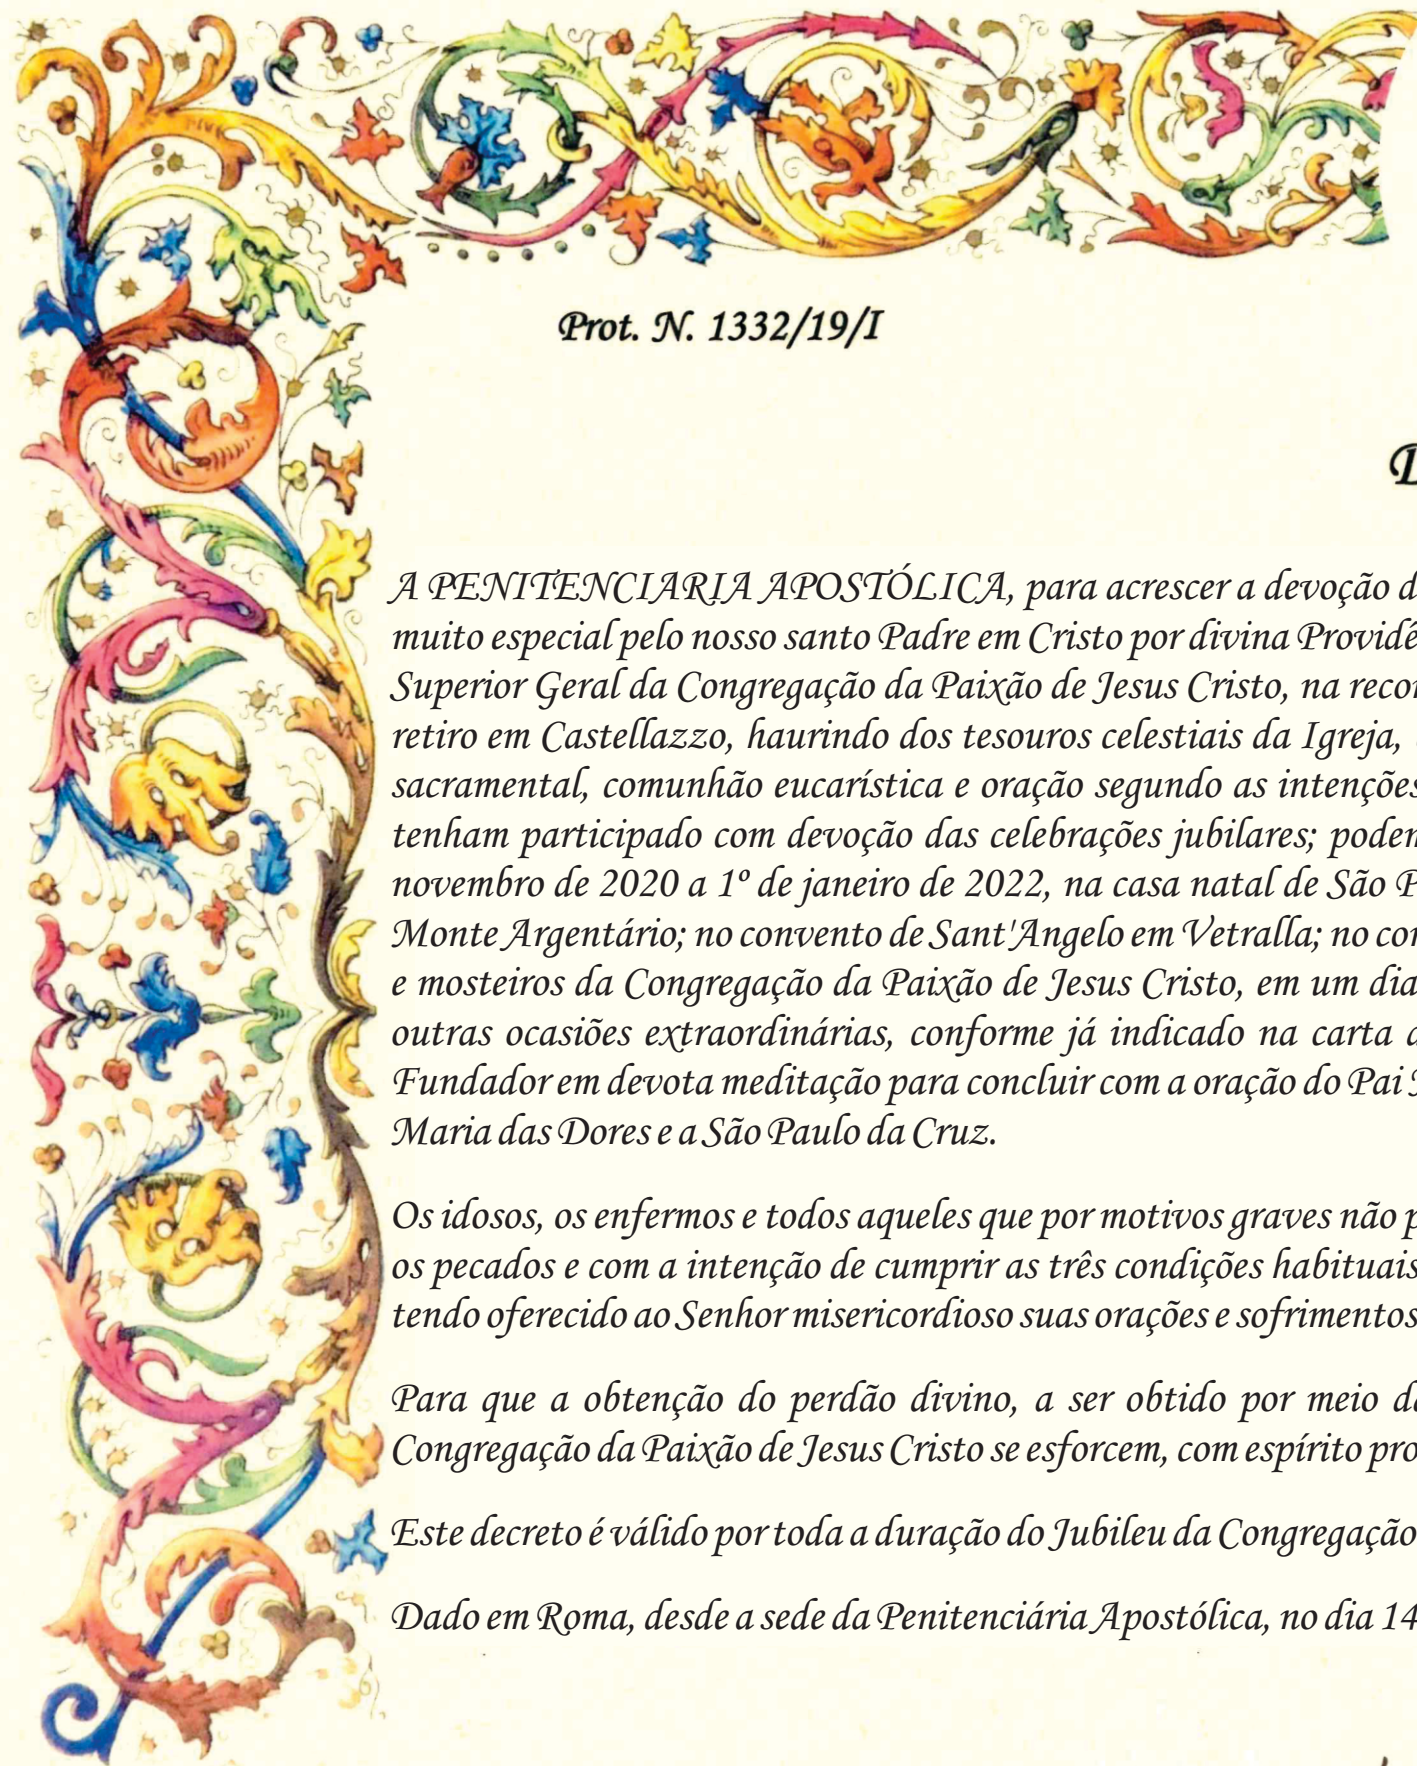 Prot. N. 1332/19/I
A PENITENCIARIA APOSTÓLICA, para acrescer a devoção d
muito especial pelo nosso santo Padre em Cristo por divina Providê
Superior Geral da Congregação da Paixão de Jesus Cristo, na recor
retiro em Castellazzo, haurindo dos tesouros celestiais da Igreja,
sacramental, comunhão eucarística e oração segundo as intenções
tenham participado com devoção das celebrações jubilares; podem
novembro de 2020 a 1º de janeiro de 2022, na casa natal de São P
Monte Argentário; no convento de Sant'Angelo em Vetralla; no con
e mosteiros da Congregação da Paixão de Jesus Cristo, em um dia
outras ocasiões extraordinárias, conforme já indicado na carta
Fundador em devota meditação para concluir com a oração do Pai
Maria das Dores e a São Paulo da Cruz.
Os idosos, os enfermos e todos aqueles que por motivos graves não p
os pecados e com a intenção de cumprir as três condições habituais
tendo oferecido ao Senhor misericordioso suas orações e sofrimentos
Para que a obtenção do perdão divino, a ser obtido por meio da
Congregação da Paixão de Jesus Cristo se esforcem, com espírito pro
Este decreto é válido por toda a duração do Jubileu da Congregação
Dado em Roma, desde a sede da Penitenciária Apostólica, no dia 14